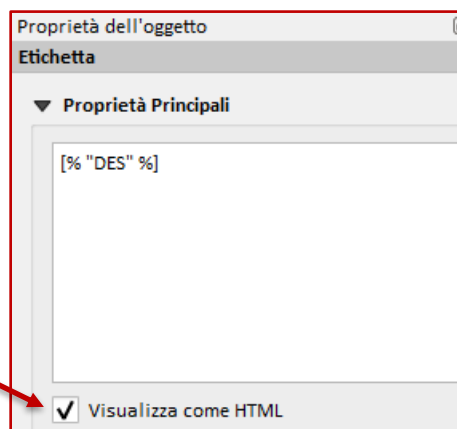 Proprietà dell'oggetto
Etichetta
Proprietà Principali
[% "DES" %]
Visualizza come HTML